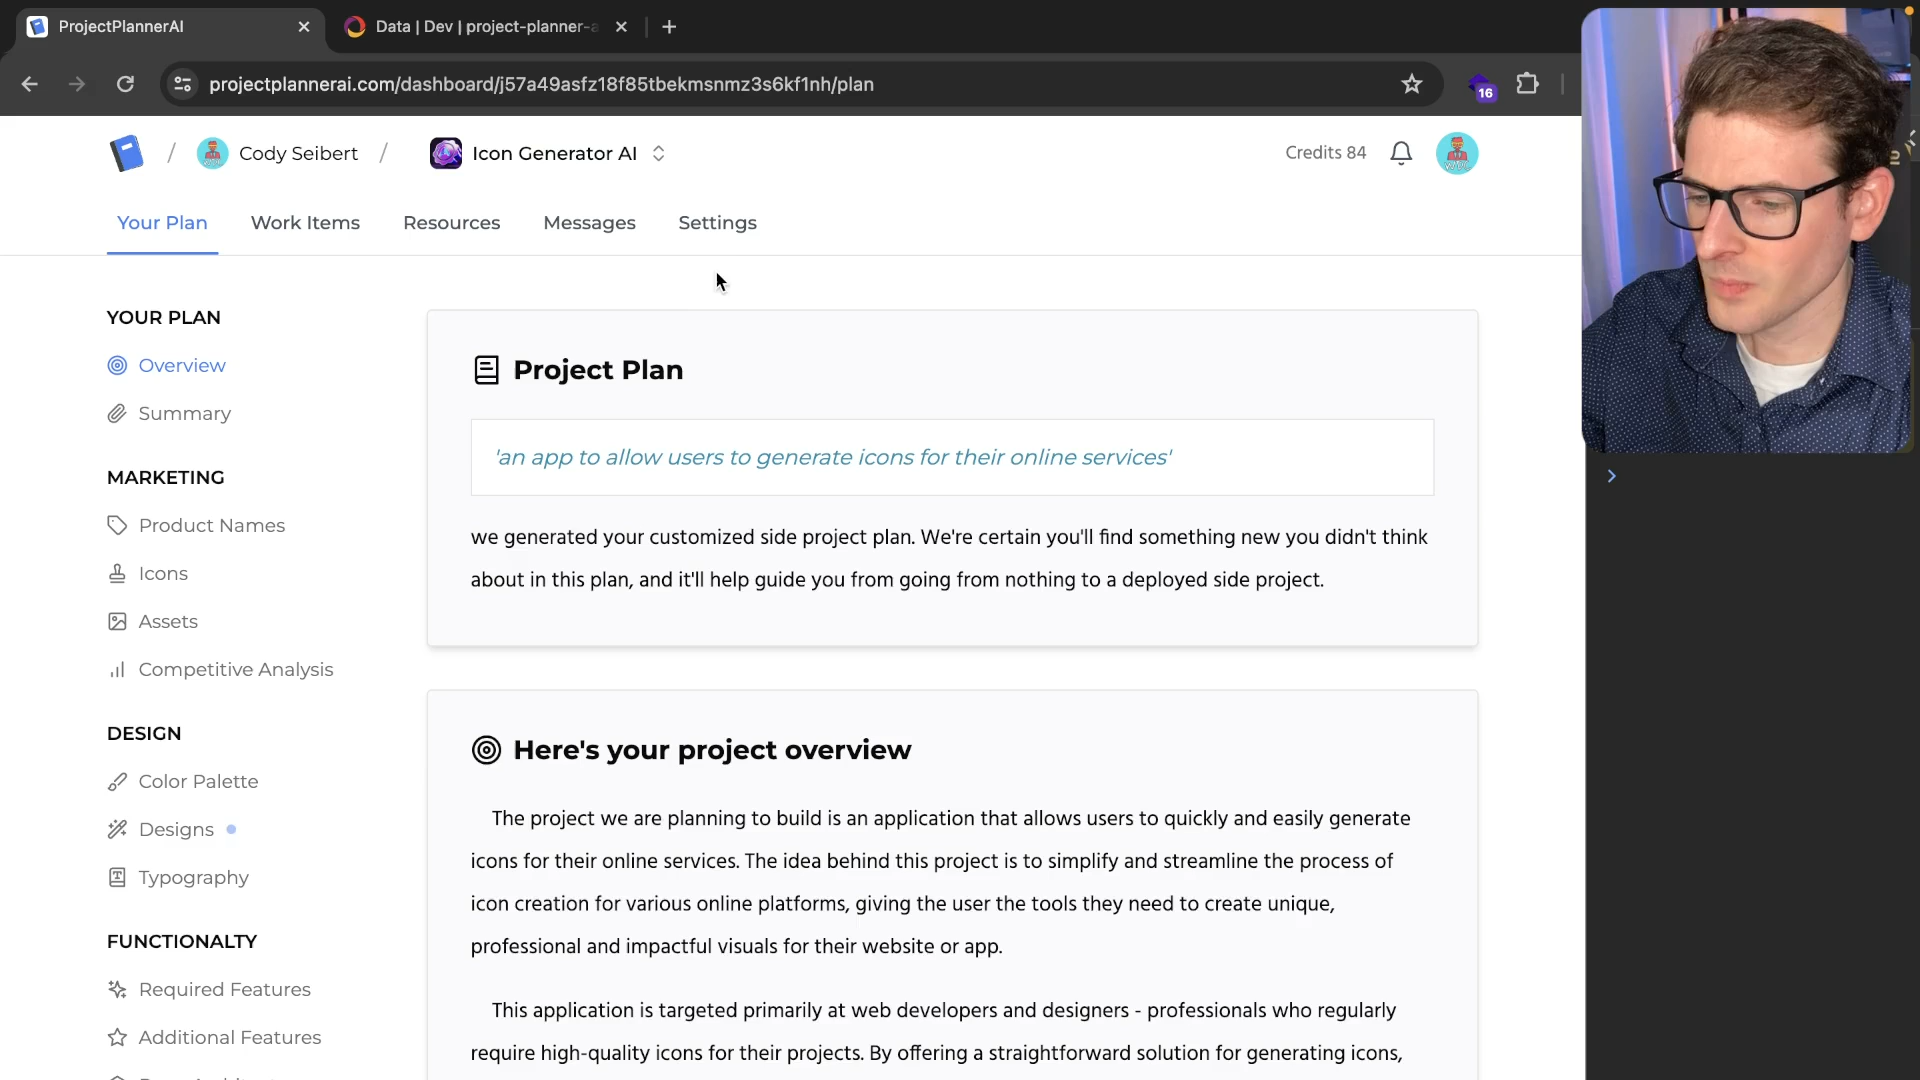 ProjectPlannerAI
Data | Dev | project-planner-a
projectplannerai.com/dashboard/j57a49asfz18f85tbekmsnmz3s6kf1nh/plan
16
/ Cody Seibert / Icon Generator AI
Credits 84
Your Plan
Work Items
Resources
Messages
Settings
YOUR PLAN
Overview
Summary
MARKETING
Product Names
Icons
Assets
Competitive Analysis
DESIGN
Color Palette
Designs
Typography
FUNCTIONALTY
Required Features
Additional Features
Project Plan
'an app to allow users to generate icons for their online services'
we generated your customized side project plan. We're certain you'll find something new you didn't think
about in this plan, and it'll help guide you from going from nothing to a deployed side project.
Here's your project overview
The project we are planning to build is an application that allows users to quickly and easily generate
icons for their online services. The idea behind this project is to simplify and streamline the process of
icon creation for various online platforms, giving the user the tools they need to create unique,
professional and impactful visuals for their website or app.
This application is targeted primarily at web developers and designers - professionals who regularly
require high-quality icons for their projects. By offering a straightforward solution for generating icons,